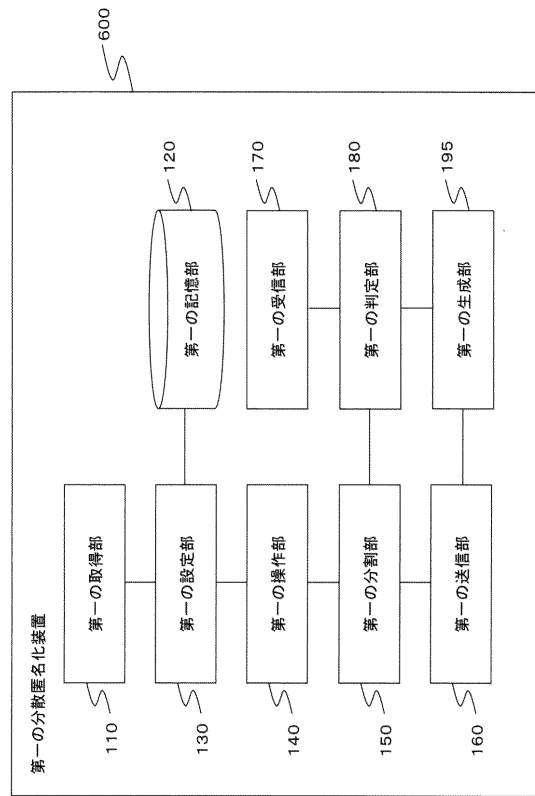 第一の分散匿名化装置
600
第一の取得部
110
第一の設定部
130
第一の記憶部
120
第一の操作部
140
第一の受信部
170
第一の分割部
150
第一の判定部
180
第一の送信部
160
第一の生成部
195